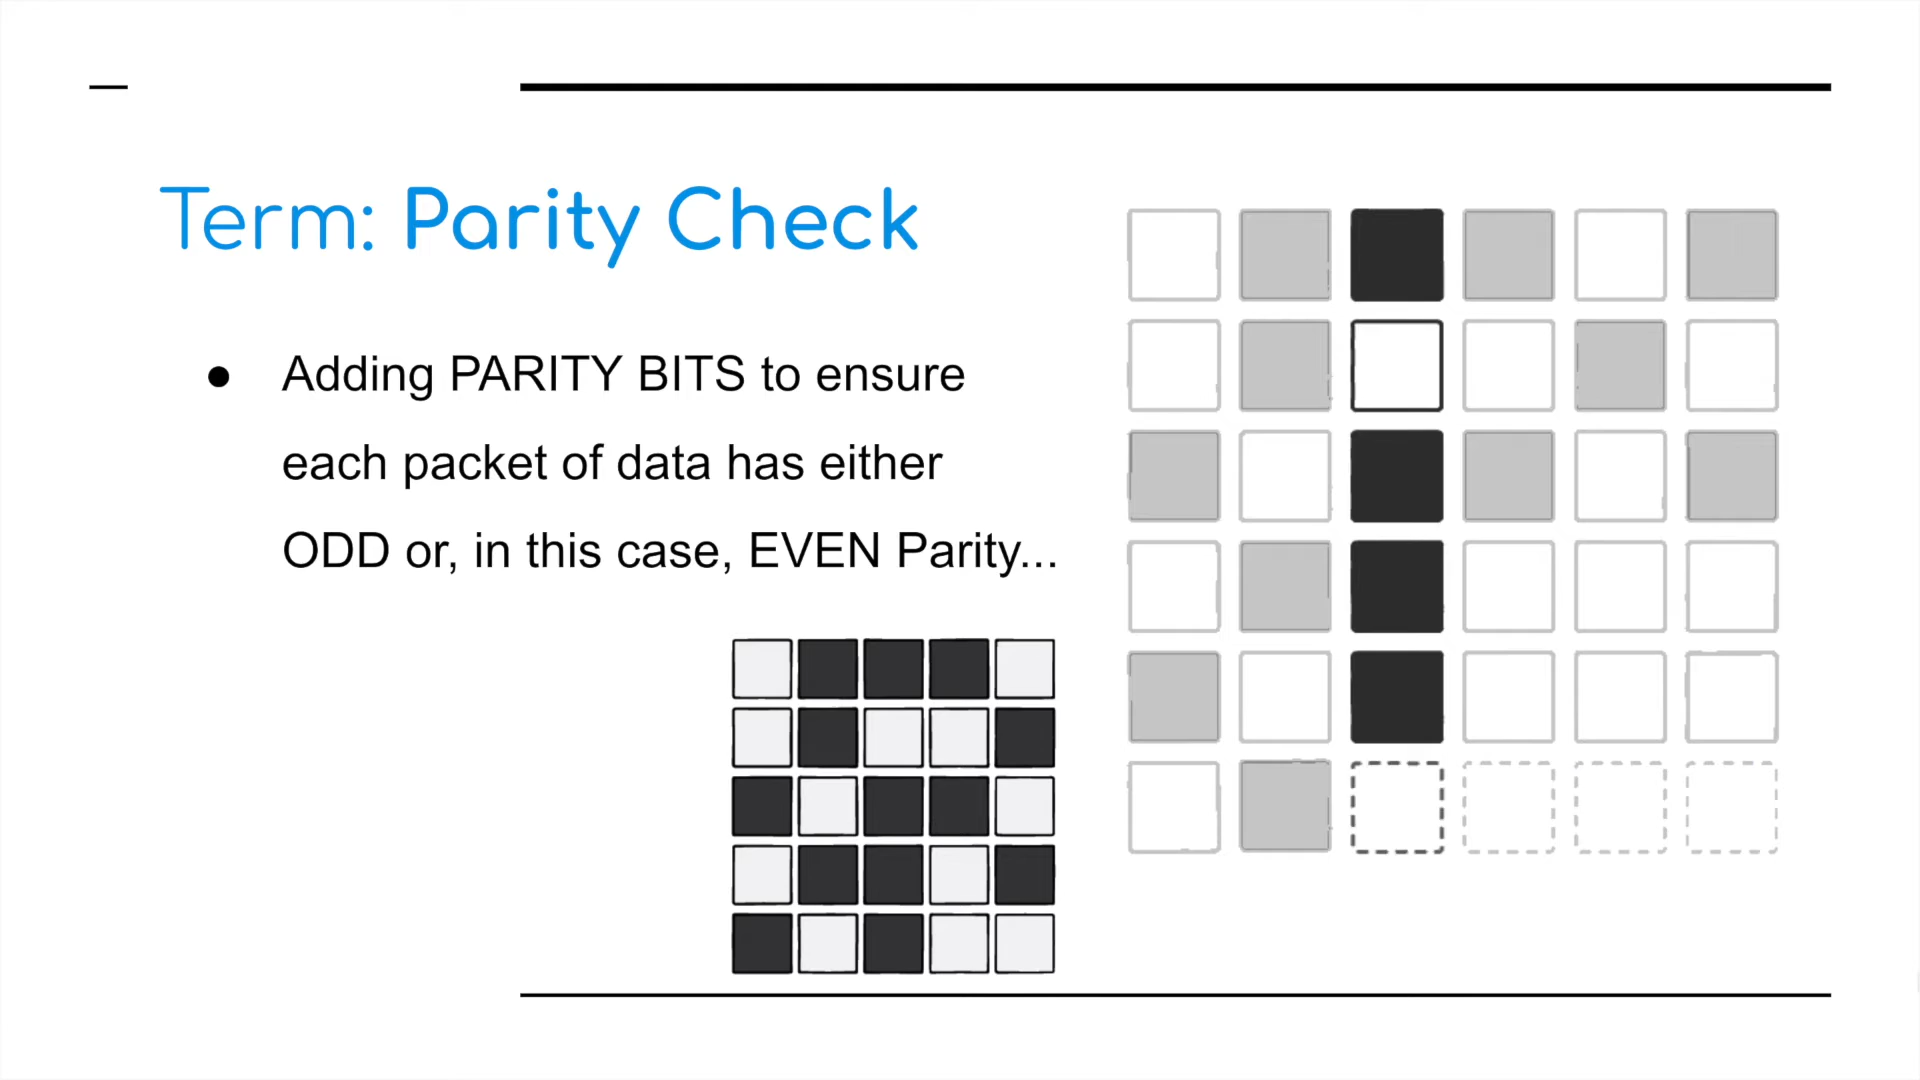 Term: Parity Check
● Adding PARITY BITS to ensure
each packet of data has either
ODD or, in this case, EVEN Parity...